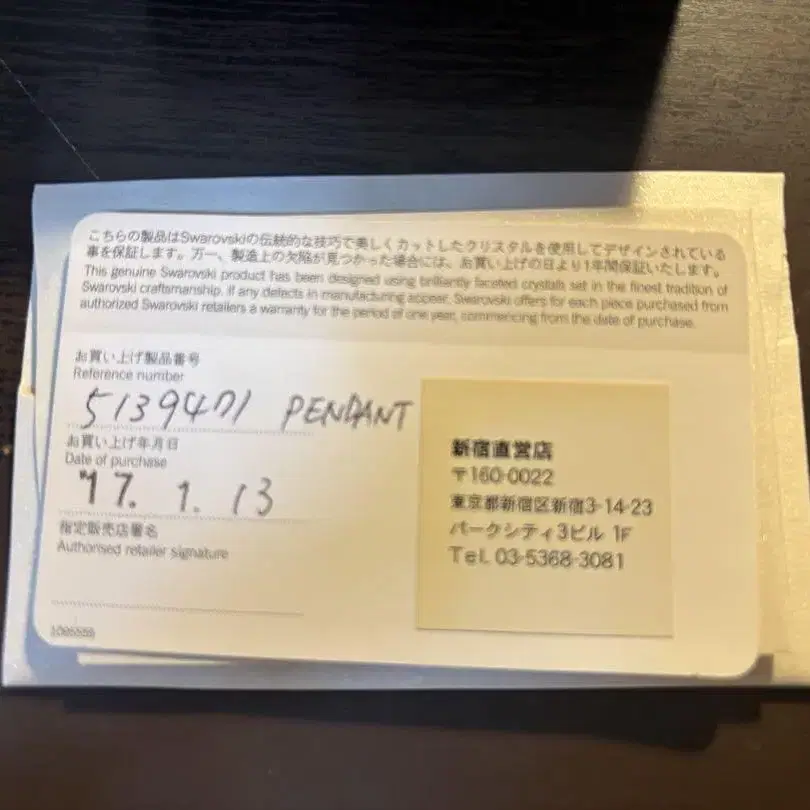 こちらの製品はSwarovskiの伝統的な技巧で美しくカットしたクリスタルを使用してデザインされている
事を保証します。万一、製造上の欠陥が見つかった場合には、お買い上げの日より1年間保証いたします。
This genuine Swarovski product has been designed using brilliantly faceted crystals set in the finest tradition of
Swarovski craftsmanship. If any defects in manufacturing appear, Swarovski offers for each piece purchased from
authorized Swarovski retailers a warranty for the period of one year, commencing from the date of purchase.
お買い上げ製品番号
Reference number
5139471 PENDANT
お買い上げ年月日
Date of purchase
'17. 1. 13
指定販売店署名
Authorised retailer signature
新宿直営店
〒160-0022
東京都新宿区新宿3-14-23
パークシティ3ビル 1F
Tel. 03-5368-3081